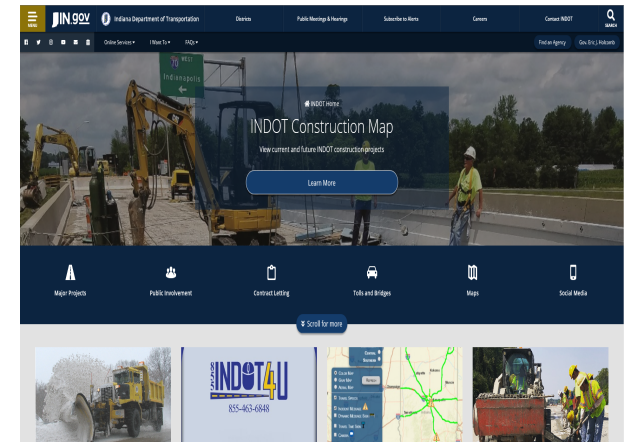 MENU
IN.gov
Indiana Department of Transportation
Districts
Public Meetings & Hearings
Subscribe to Alerts
Careers
Contact INDOT
SEARCH
Online Services
I Want To
FAQs
Find an Agency
Gov. Eric J. Holcomb
WEST
Indianapolis
INDOT Home
INDOT Construction Map
View current and future INDOT construction projects
Learn More
Major Projects
Public Involvement
Contract Letting
Tolls and Bridges
Maps
Social Media
Scroll for more
855
INDOT4U
855-463-6848